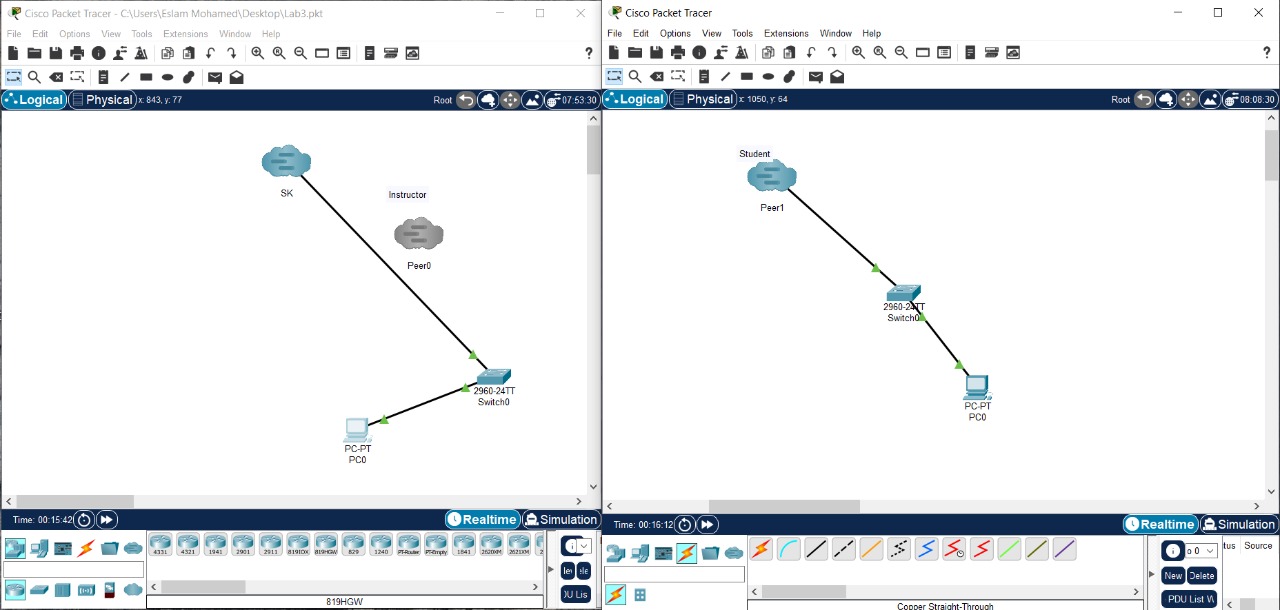 Cisco Packet Tracer - C:\Users\Eslam Mohamed\Desktop\Lab3.pkt
File Edit Options View Tools Extensions Window Help
?
Logical Physical x: 843, y: 77 Root 07:53:30
SK
Instructor
Peer0
2960-24TT
Switch0
PC-PT
PC0
Time: 00:15:42 Realtime Simulation
4331 4321 1941 2901 2911 819IOX 819HGW 829 1240 PT-Router PT-Empty 1841 2620XM 2621XM
819HGW
Cisco Packet Tracer
File Edit Options View Tools Extensions Window Help
?
Logical Physical x: 1050, y: 64 Root 08:08:30
Student
Peer1
2960-24TT
Switch0
PC-PT
PC0
Time: 00:16:12 Realtime Simulation
o 0 tus Source
New Delete
PDU List W
Copper Straight-Through